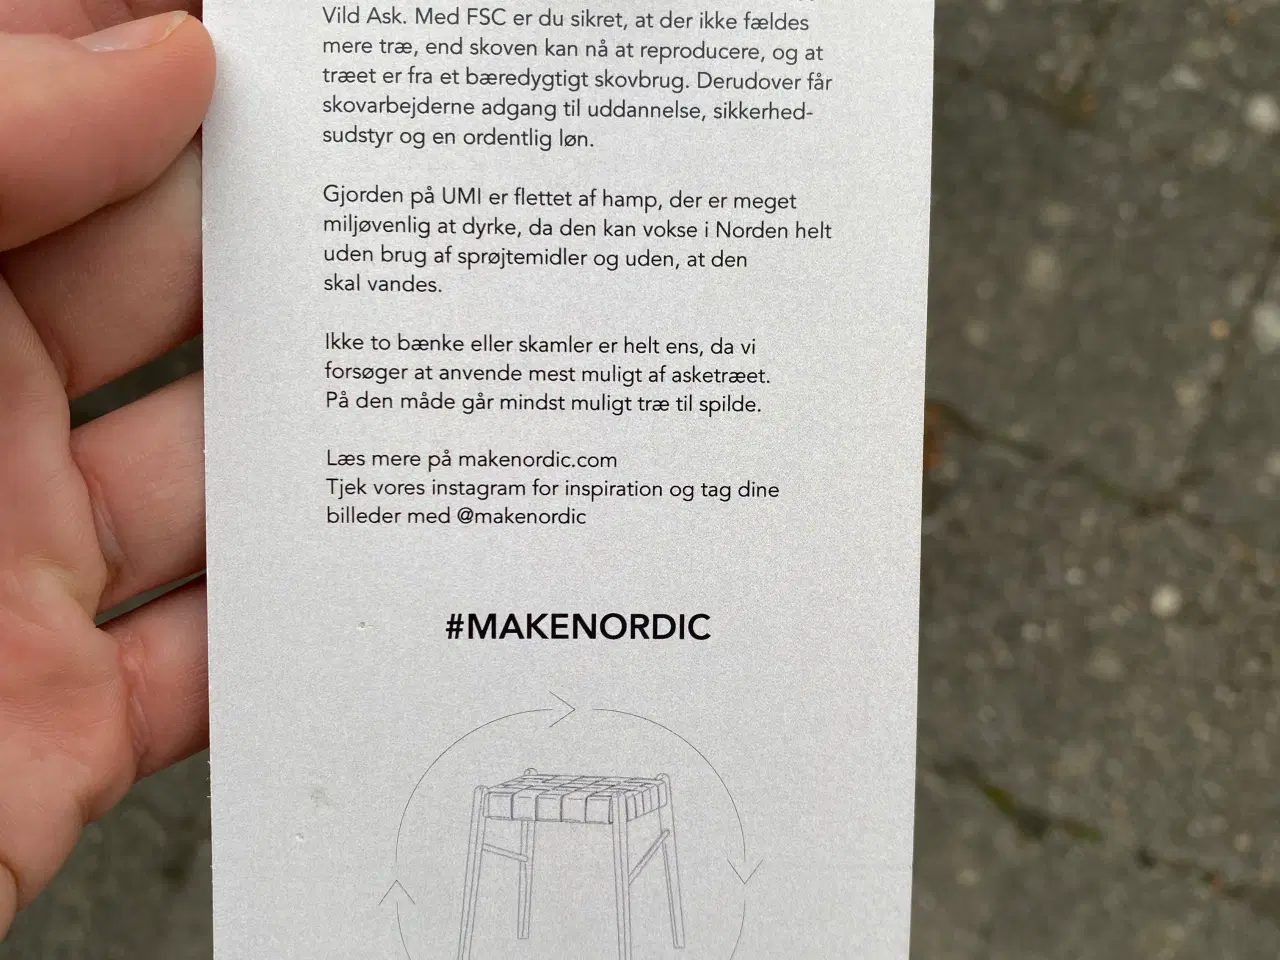 Vild Ask. Med FSC er du sikret, at der ikke fældes
mere træ, end skoven kan nå at reproducere, og at
træet er fra et bæredygtigt skovbrug. Derudover får
skovarbejderne adgang til uddannelse, sikkerhed-
sudstyr og en ordentlig løn.
Gjorden på UMI er flettet af hamp, der er meget
miljøvenlig at dyrke, da den kan vokse i Norden helt
uden brug af sprøjtemidler og uden, at den
skal vandes.
Ikke to bænke eller skamler er helt ens, da vi
forsøger at anvende mest muligt af asketræet.
På den måde går mindst muligt træ til spilde.
Læs mere på makenordic.com
Tjek vores instagram for inspiration og tag dine
billeder med @makenordic
#MAKENORDIC